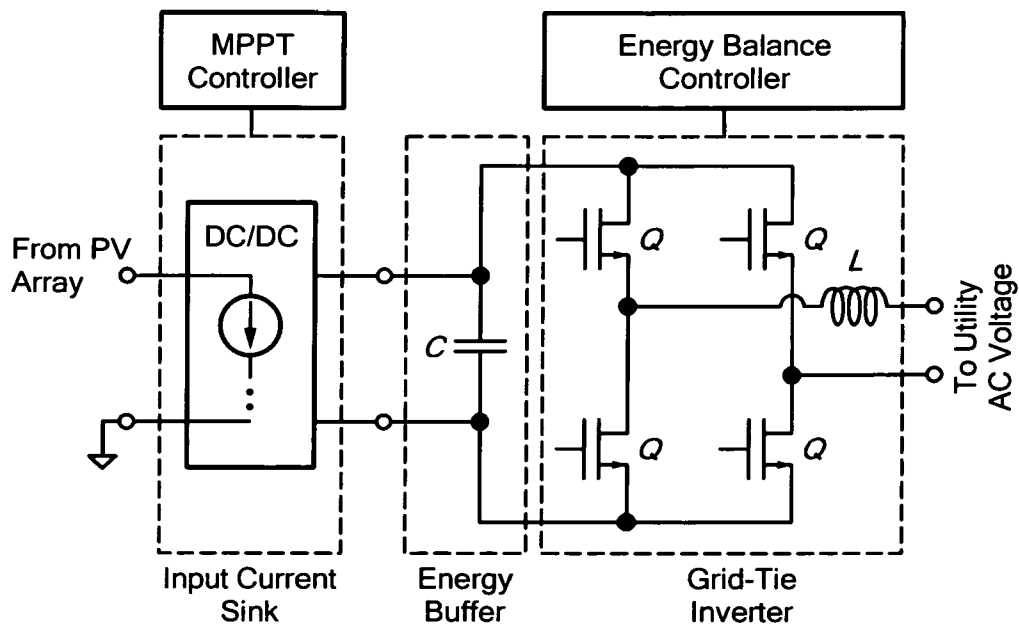 MPPT
Controller
Energy Balance
Controller
From PV
Array
DC/DC
C
Q
Q
Q
Q
L
To Utility
AC Voltage
Input Current
Sink
Energy
Buffer
Grid-Tie
Inverter